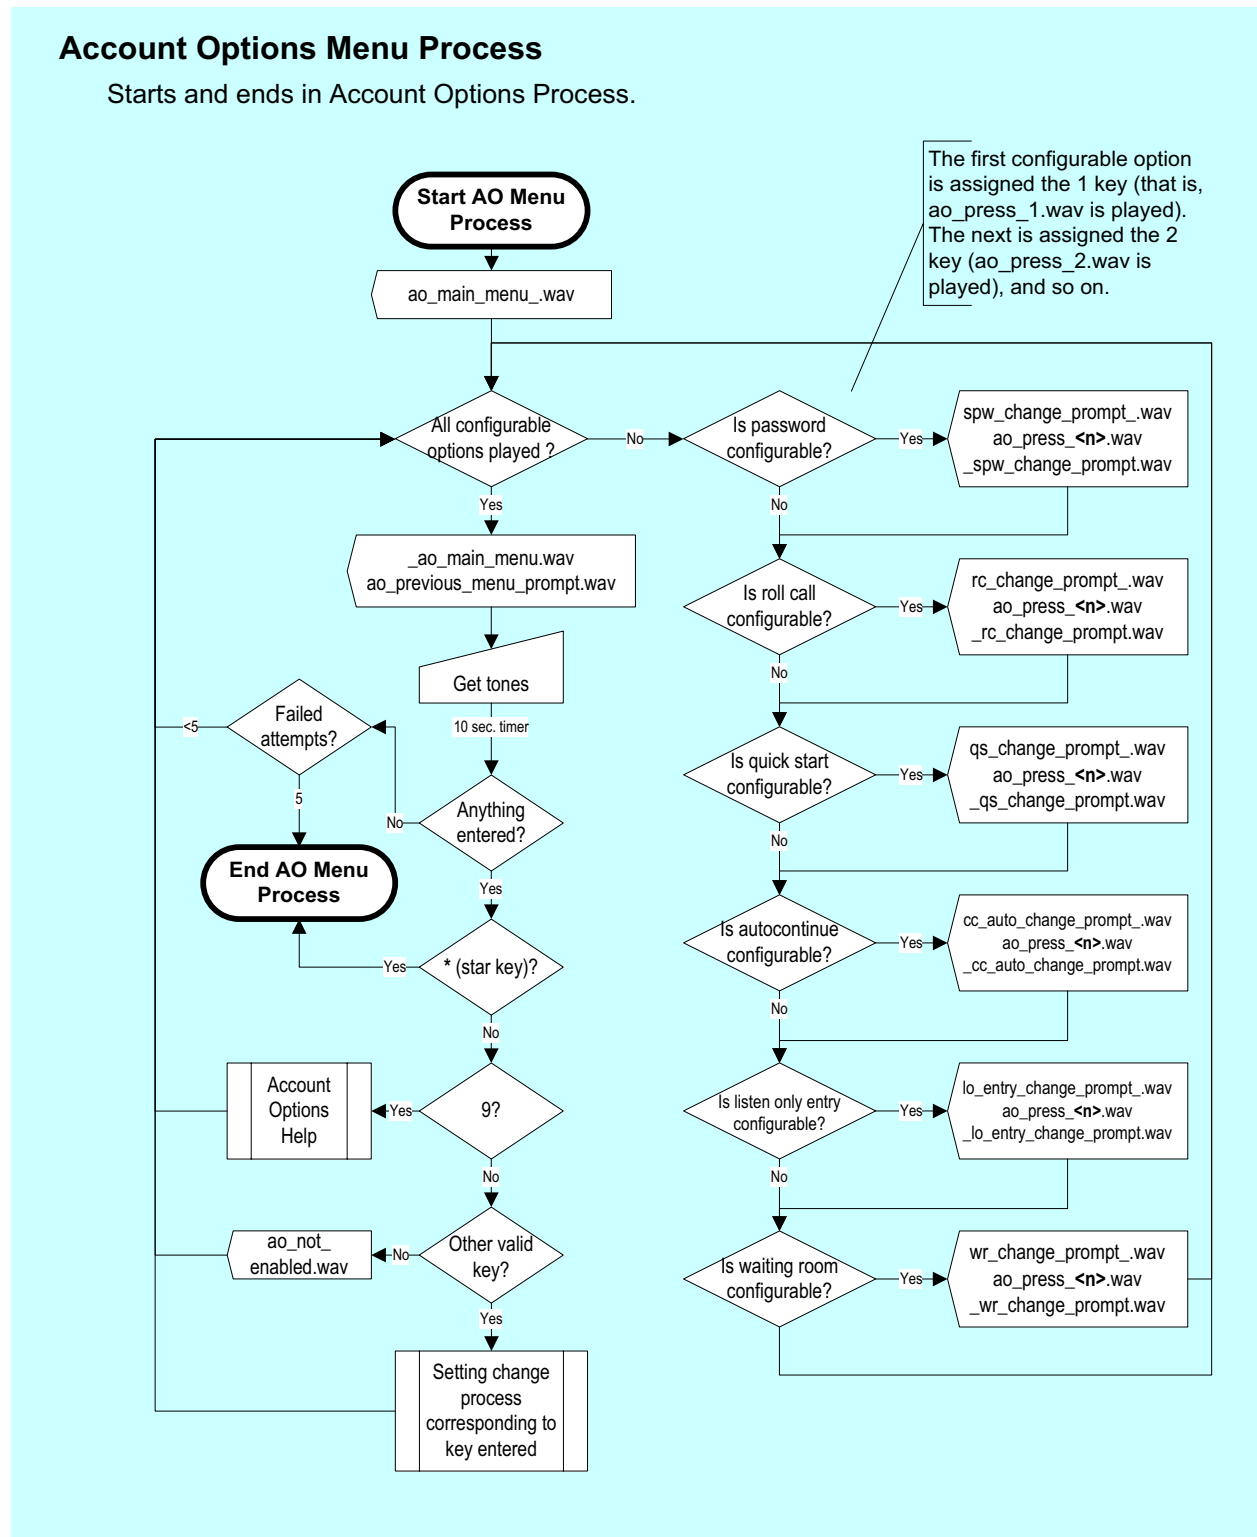 Account Options Menu Process
Starts and ends in Account Options Process.
The first configurable option
is assigned the 1 key (that is,
ao_press_1.wav is played).
The next is assigned the 2
key (ao_press_2.wav is
played), and so on.
Start AO Menu
Process
ao_main_menu_.wav
All configurable
options played ?
No
Is password
configurable?
Yes
spw_change_prompt_.wav
ao_press_<n>.wav
_spw_change_prompt.wav
Yes
No
_ao_main_menu.wav
ao_previous_menu_prompt.wav
Is roll call
configurable?
Yes
rc_change_prompt_.wav
ao_press_<n>.wav
_rc_change_prompt.wav
Get tones
No
10 sec. timer
Failed
attempts?
<5
5
Is quick start
configurable?
Yes
qs_change_prompt_.wav
ao_press_<n>.wav
_qs_change_prompt.wav
Anything
entered?
No
Yes
No
End AO Menu
Process
Is autocontinue
configurable?
Yes
cc_auto_change_prompt_.wav
ao_press_<n>.wav
_cc_auto_change_prompt.wav
* (star key)?
Yes
No
No
Account
Options
Help
Yes
9?
Is listen only entry
configurable?
Yes
lo_entry_change_prompt_.wav
ao_press_<n>.wav
_lo_entry_change_prompt.wav
No
No
ao_not_
enabled.wav
No
Other valid
key?
Is waiting room
configurable?
Yes
wr_change_prompt_.wav
ao_press_<n>.wav
_wr_change_prompt.wav
Yes
Setting change
process
corresponding to
key entered